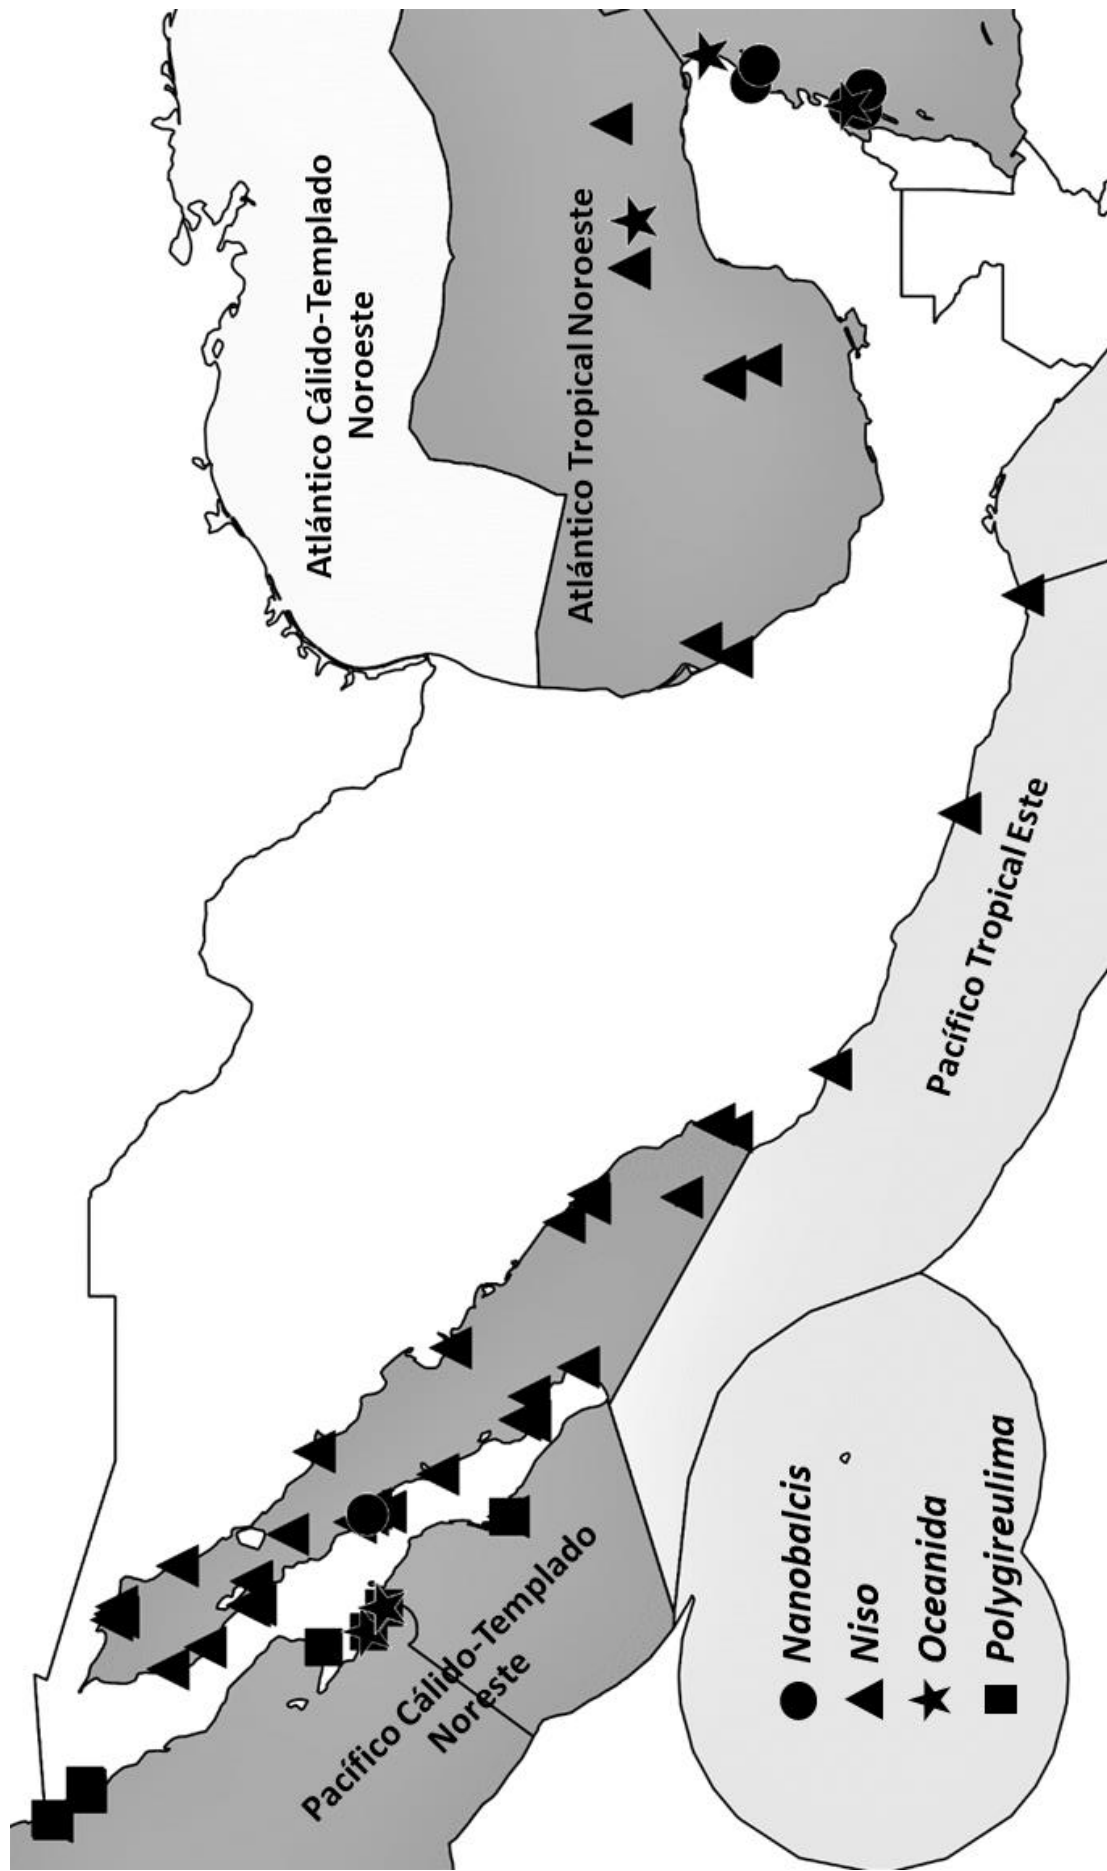 Atlántico Cálido-Templado
Noroeste
Atlántico Tropical Noroeste
Pacífico Tropical Este
Pacífico Cálido-Templado
Noreste
Nanobalcis
Niso
Oceanida
Polygireulima